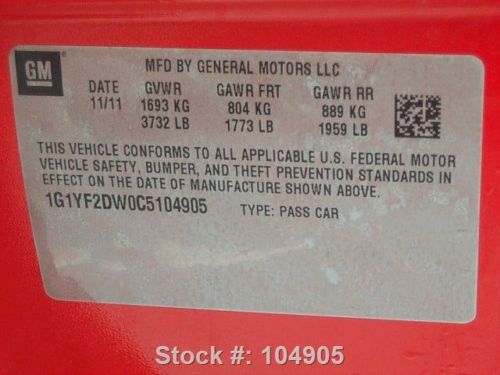 GM
MFD BY GENERAL MOTORS LLC
DATE GVWR GAWR FRT GAWR RR
11/11 1693 KG 804 KG 889 KG
3732 LB 1773 LB 1959 LB
THIS VEHICLE CONFORMS TO ALL APPLICABLE U.S. FEDERAL MOTOR
VEHICLE SAFETY, BUMPER, AND THEFT PREVENTION STANDARDS IN
EFFECT ON THE DATE OF MANUFACTURE SHOWN ABOVE.
1G1YF2DW0C5104905 TYPE: PASS CAR
Stock #: 104905